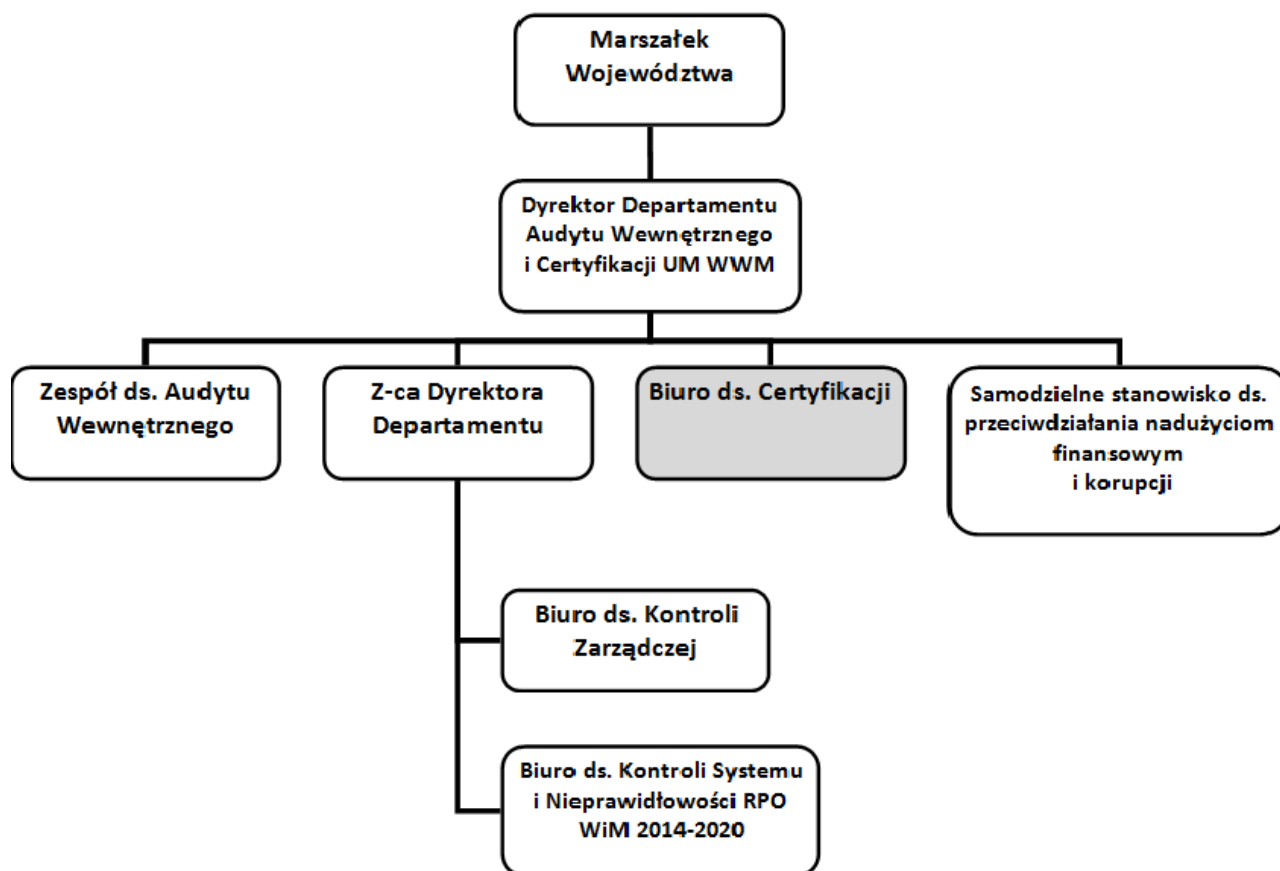 Marszałek
Województwa
Dyrektor Departamentu
Audytu Wewnętrznego
i Certyfikacji UM WWM
Zespół ds. Audytu
Wewnętrznego
Z-ca Dyrektora
Departamentu
Biuro ds. Certyfikacji
Samodzielne stanowisko ds.
przeciwdziałania nadużyciom
finansowym
i korupcji
Biuro ds. Kontroli
Zarządczej
Biuro ds. Kontroli Systemu
i Nieprawidłowości RPO
WiM 2014-2020